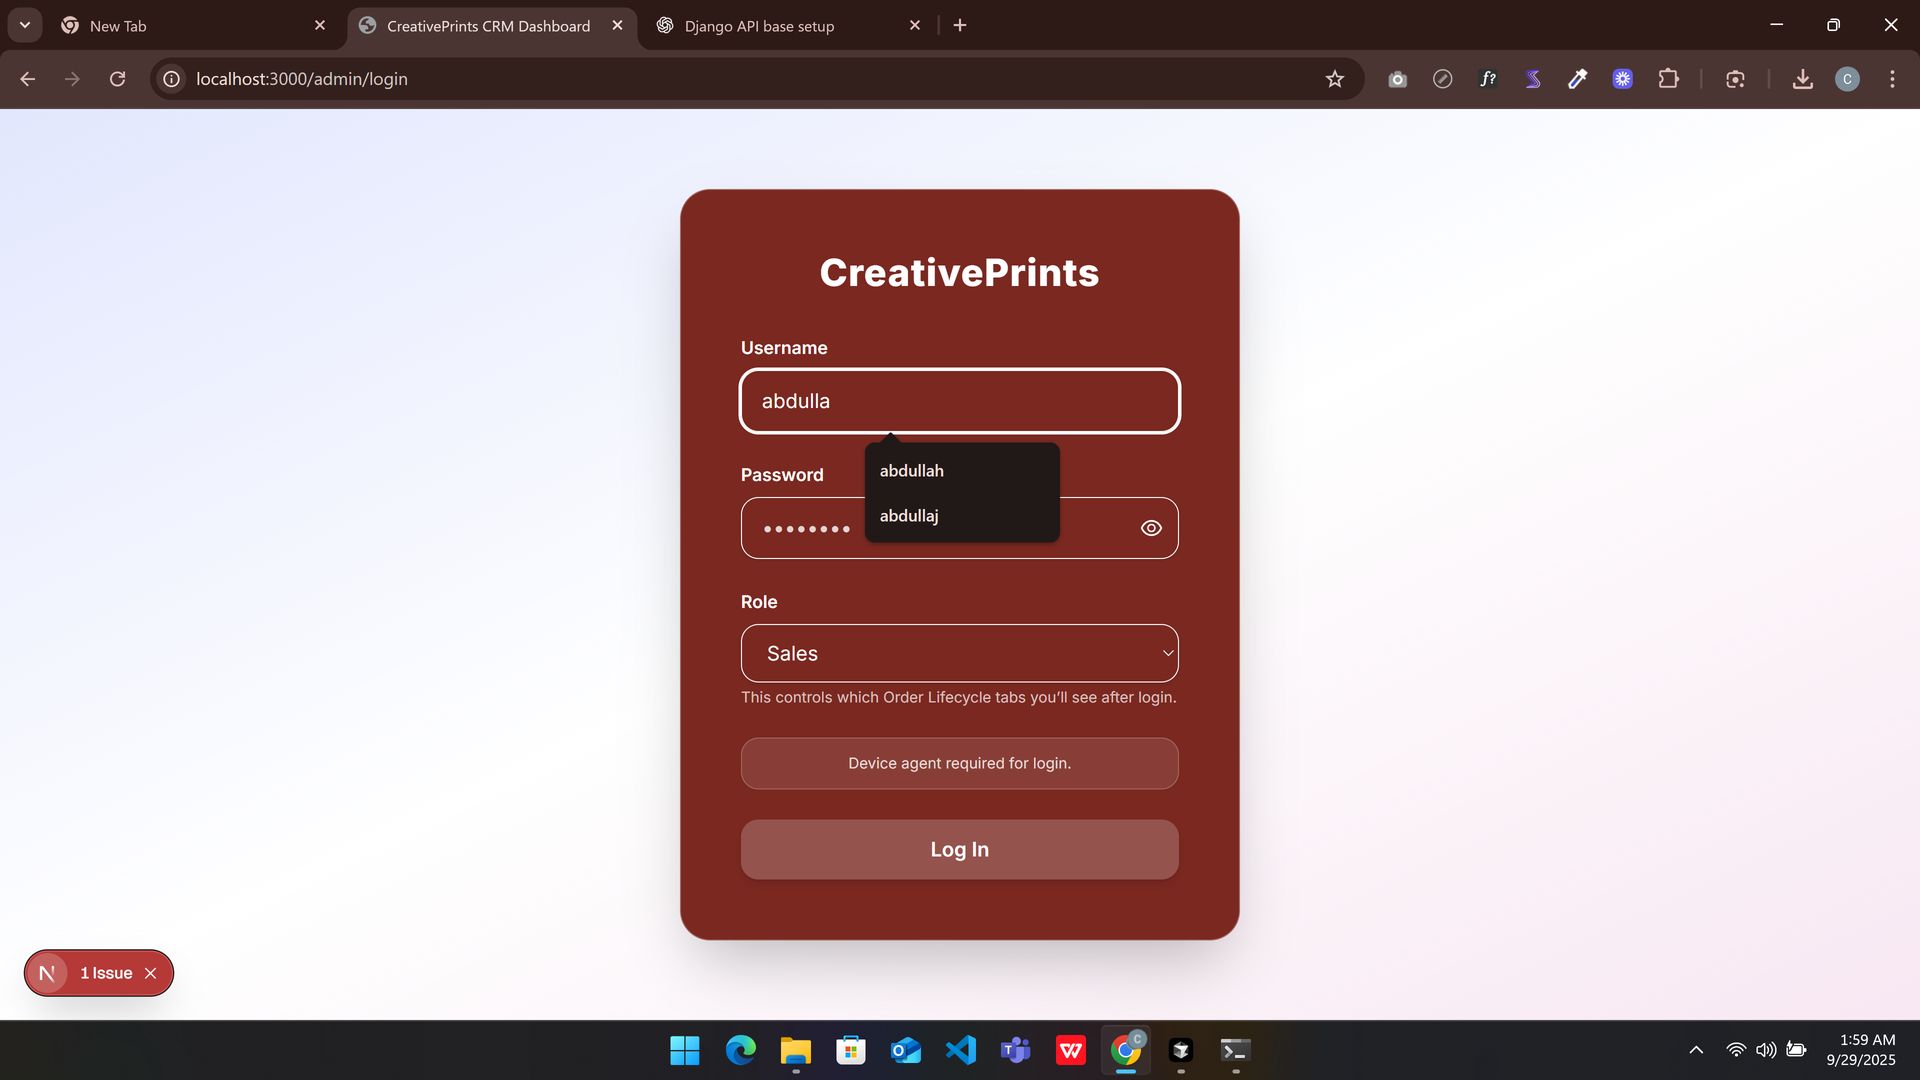 New Tab
CreativePrints CRM Dashboard
Django API base setup
localhost:3000/admin/login
f?
C
CreativePrints
Username
abdulla
abdullah
abdullaj
Password
Role
Sales
This controls which Order Lifecycle tabs you’ll see after login.
Device agent required for login.
Log In
N
1 Issue
C
1:59 AM
9/29/2025